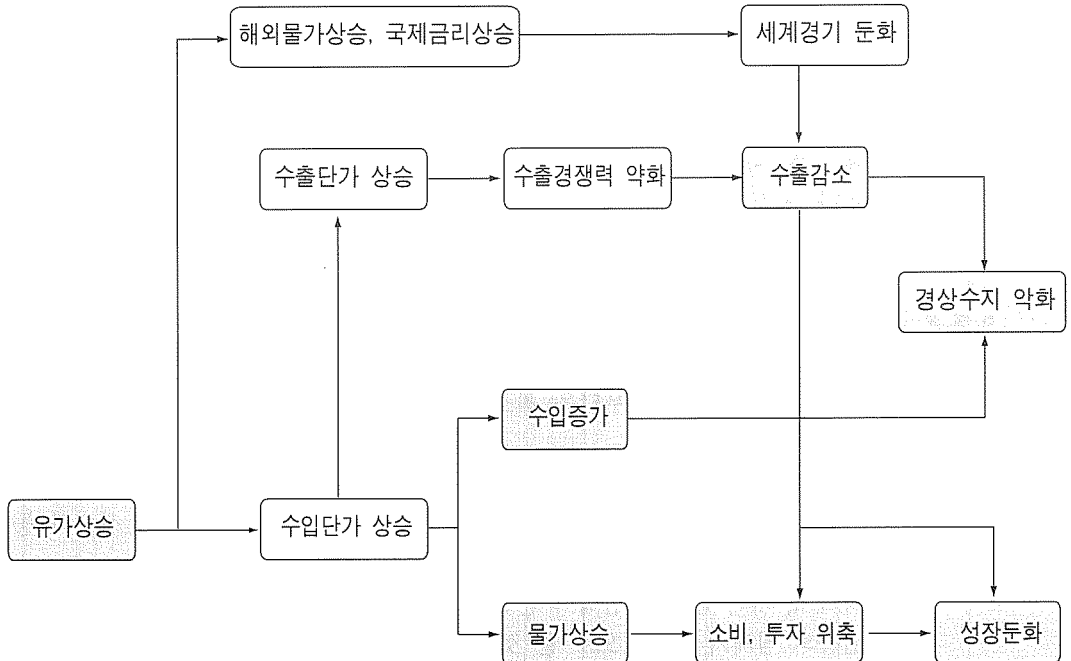 해외물가상승, 국제금리상승
세계경기 둔화
수출단가 상승
수출경쟁력 약화
수출감소
경상수지 악화
수입증가
유가상승
수입단가 상승
물가상승
소비, 투자 위축
성장둔화